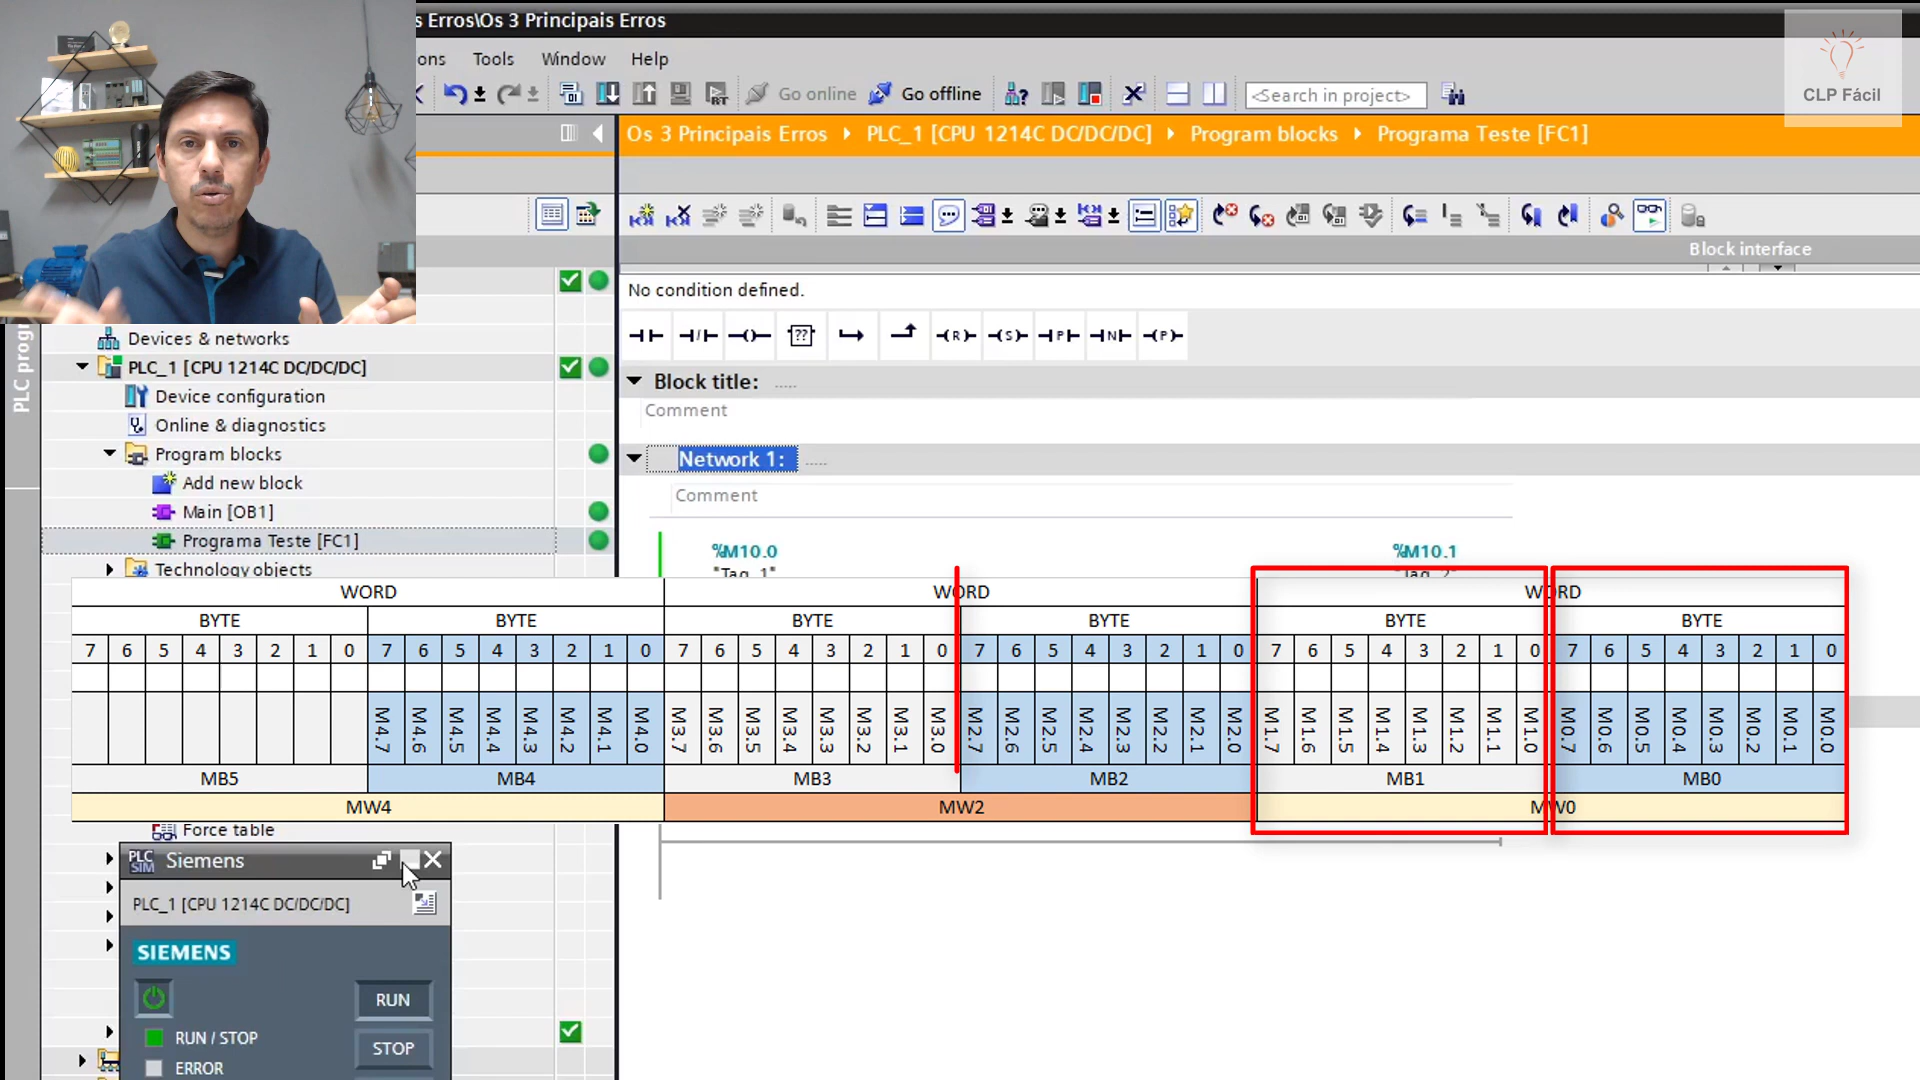 s Erros\Os 3 Principais Erros
ons Tools Window Help
Go online Go offline <Search in project>
CLP Fácil
Os 3 Principais Erros PLC_1 [CPU 1214C DC/DC/DC] Program blocks Programa Teste [FC1]
Block interface
PLC progr
Devices & networks
PLC_1 [CPU 1214C DC/DC/DC]
Device configuration
Online & diagnostics
Program blocks
Add new block
Main [OB1]
Programa Teste [FC1]
Technology objects
No condition defined.
Block title: .....
Comment
Network 1: .....
Comment
%M10.0 %M10.1
"Tag_1" "Tag_2"
WORD WORD WORD
BYTE BYTE BYTE BYTE BYTE BYTE
7 6 5 4 3 2 1 0 7 6 5 4 3 2 1 0 7 6 5 4 3 2 1 0 7 6 5 4 3 2 1 0 7 6 5 4 3 2 1 0 7 6 5 4 3 2 1 0
M4.7 M4.6 M4.5 M4.4 M4.3 M4.2 M4.1 M4.0 M3.7 M3.6 M3.5 M3.4 M3.3 M3.2 M3.1 M3.0 M2.7 M2.6 M2.5 M2.4 M2.3 M2.2 M2.1 M2.0 M1.7 M1.6 M1.5 M1.4 M1.3 M1.2 M1.1 M1.0 M0.7 M0.6 M0.5 M0.4 M0.3 M0.2 M0.1 M0.0
MB5 MB4 MB3 MB2 MB1 MB0
MW4 MW2 MW0
Force table
PLC SIM Siemens
PLC_1 [CPU 1214C DC/DC/DC]
SIEMENS
RUN
RUN / STOP
STOP
ERROR